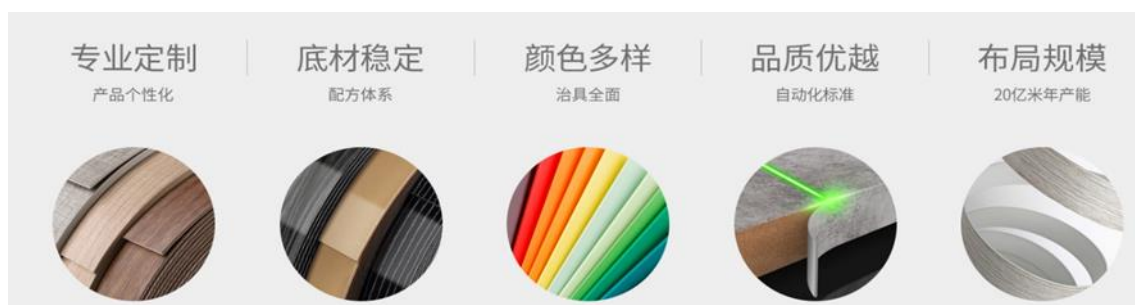 专业定制
产品个性化
底材稳定
配方体系
颜色多样
治具全面
品质优越
自动化标准
布局规模
20亿米年产能